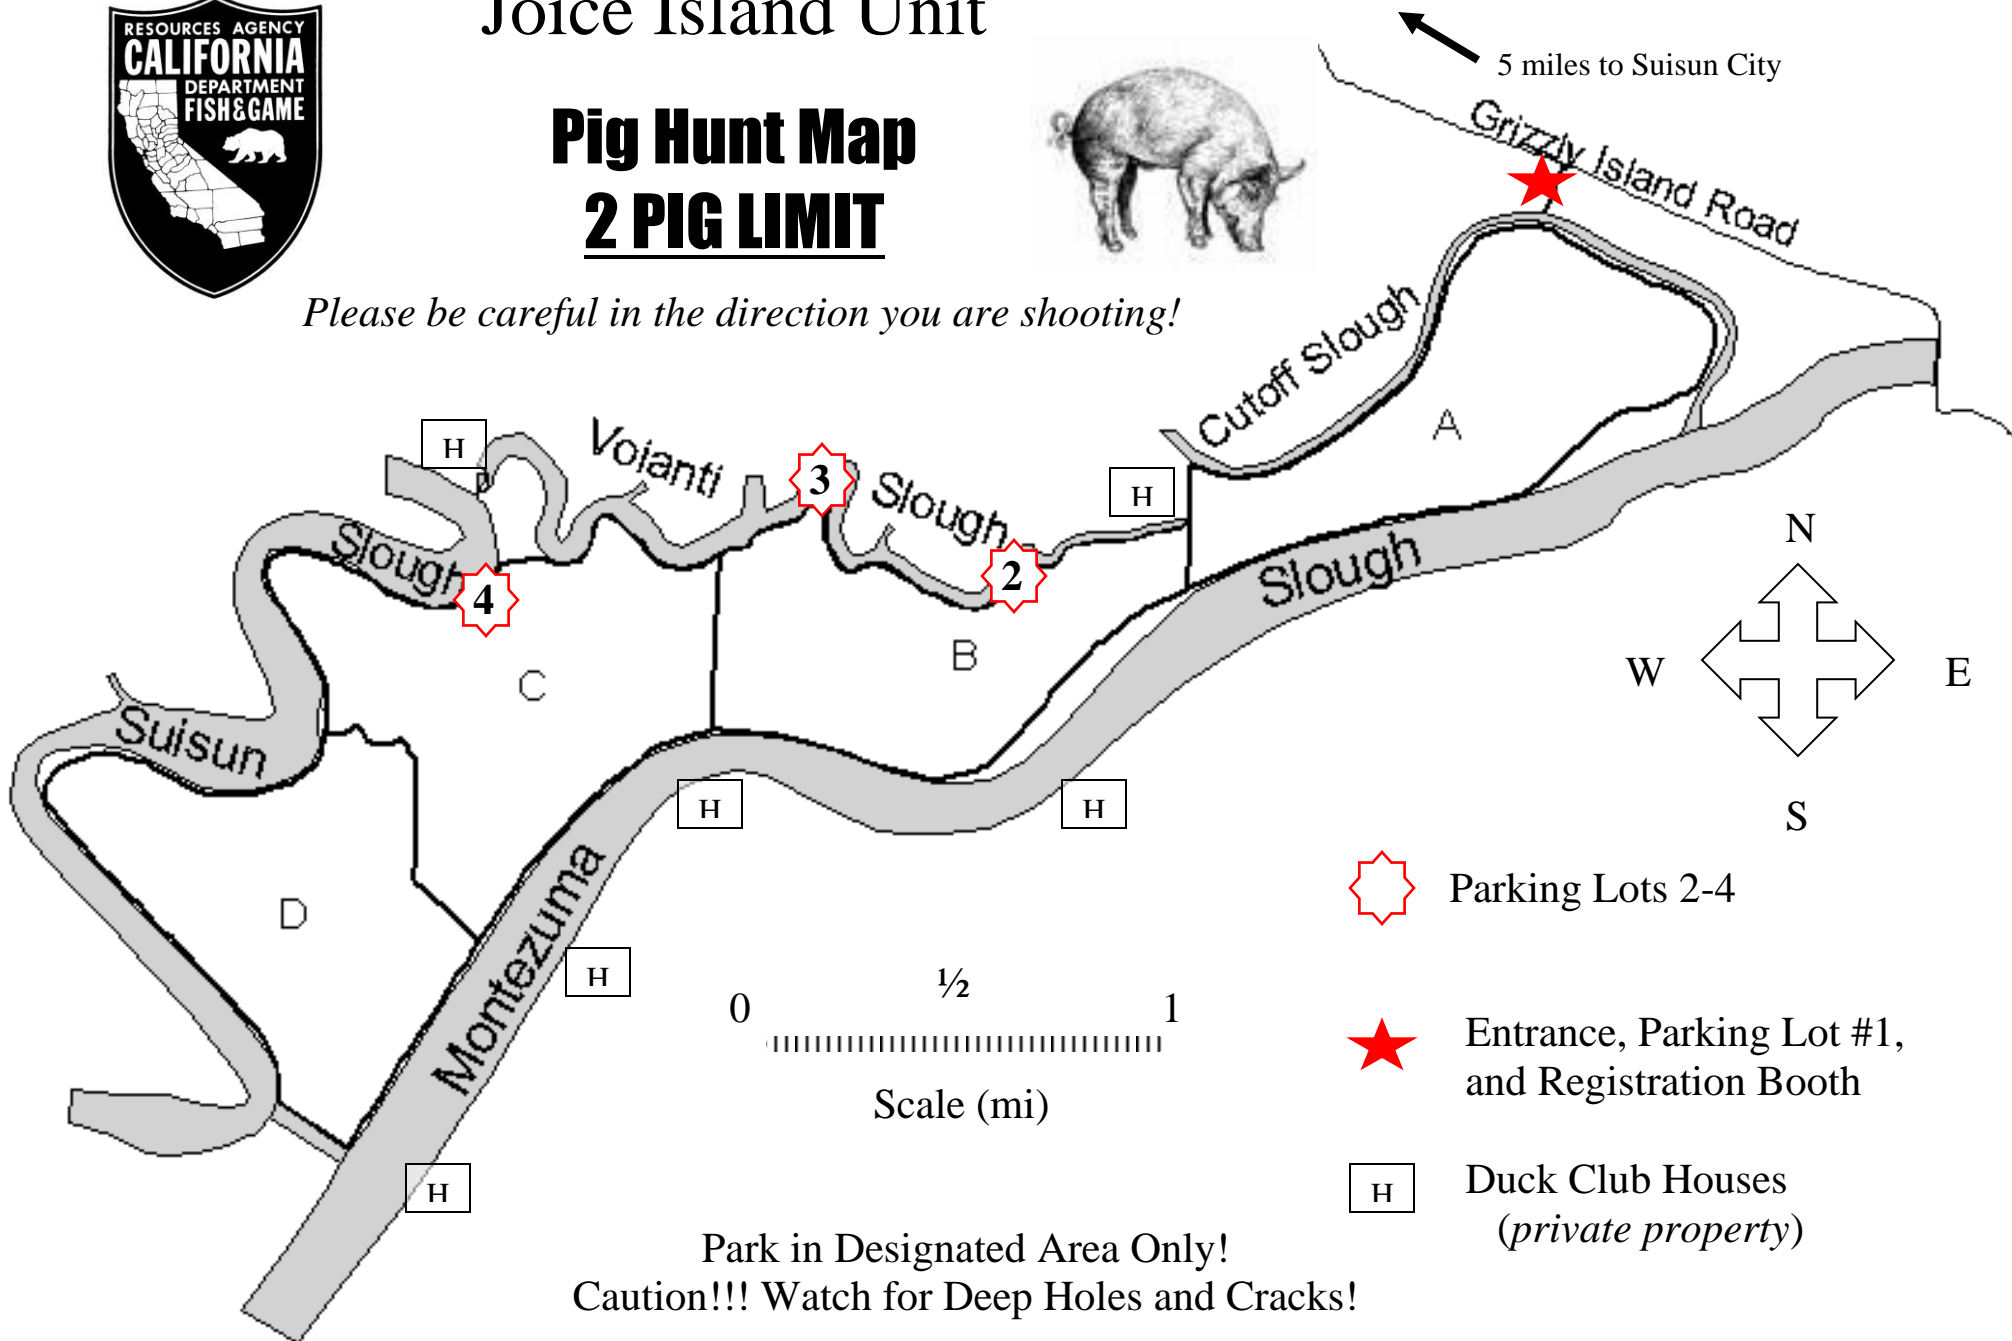 RESOURCES AGENCY
CALIFORNIA
DEPARTMENT
FISH&GAME
Joice Island Unit
Pig Hunt Map
2 PIG LIMIT
Please be careful in the direction you are shooting!
5 miles to Suisun City
Grizzly Island Road
Cutoff Slough
A
H
Voianti
3
Slough
H
2
Slough
4
Slough
N
W
E
S
B
C
Suisun
H
H
D
Montezuma
H
H
Parking Lots 2-4
0
½
1
Scale (mi)
Entrance, Parking Lot #1,
and Registration Booth
H
Duck Club Houses
(private property)
Park in Designated Area Only!
Caution!!! Watch for Deep Holes and Cracks!